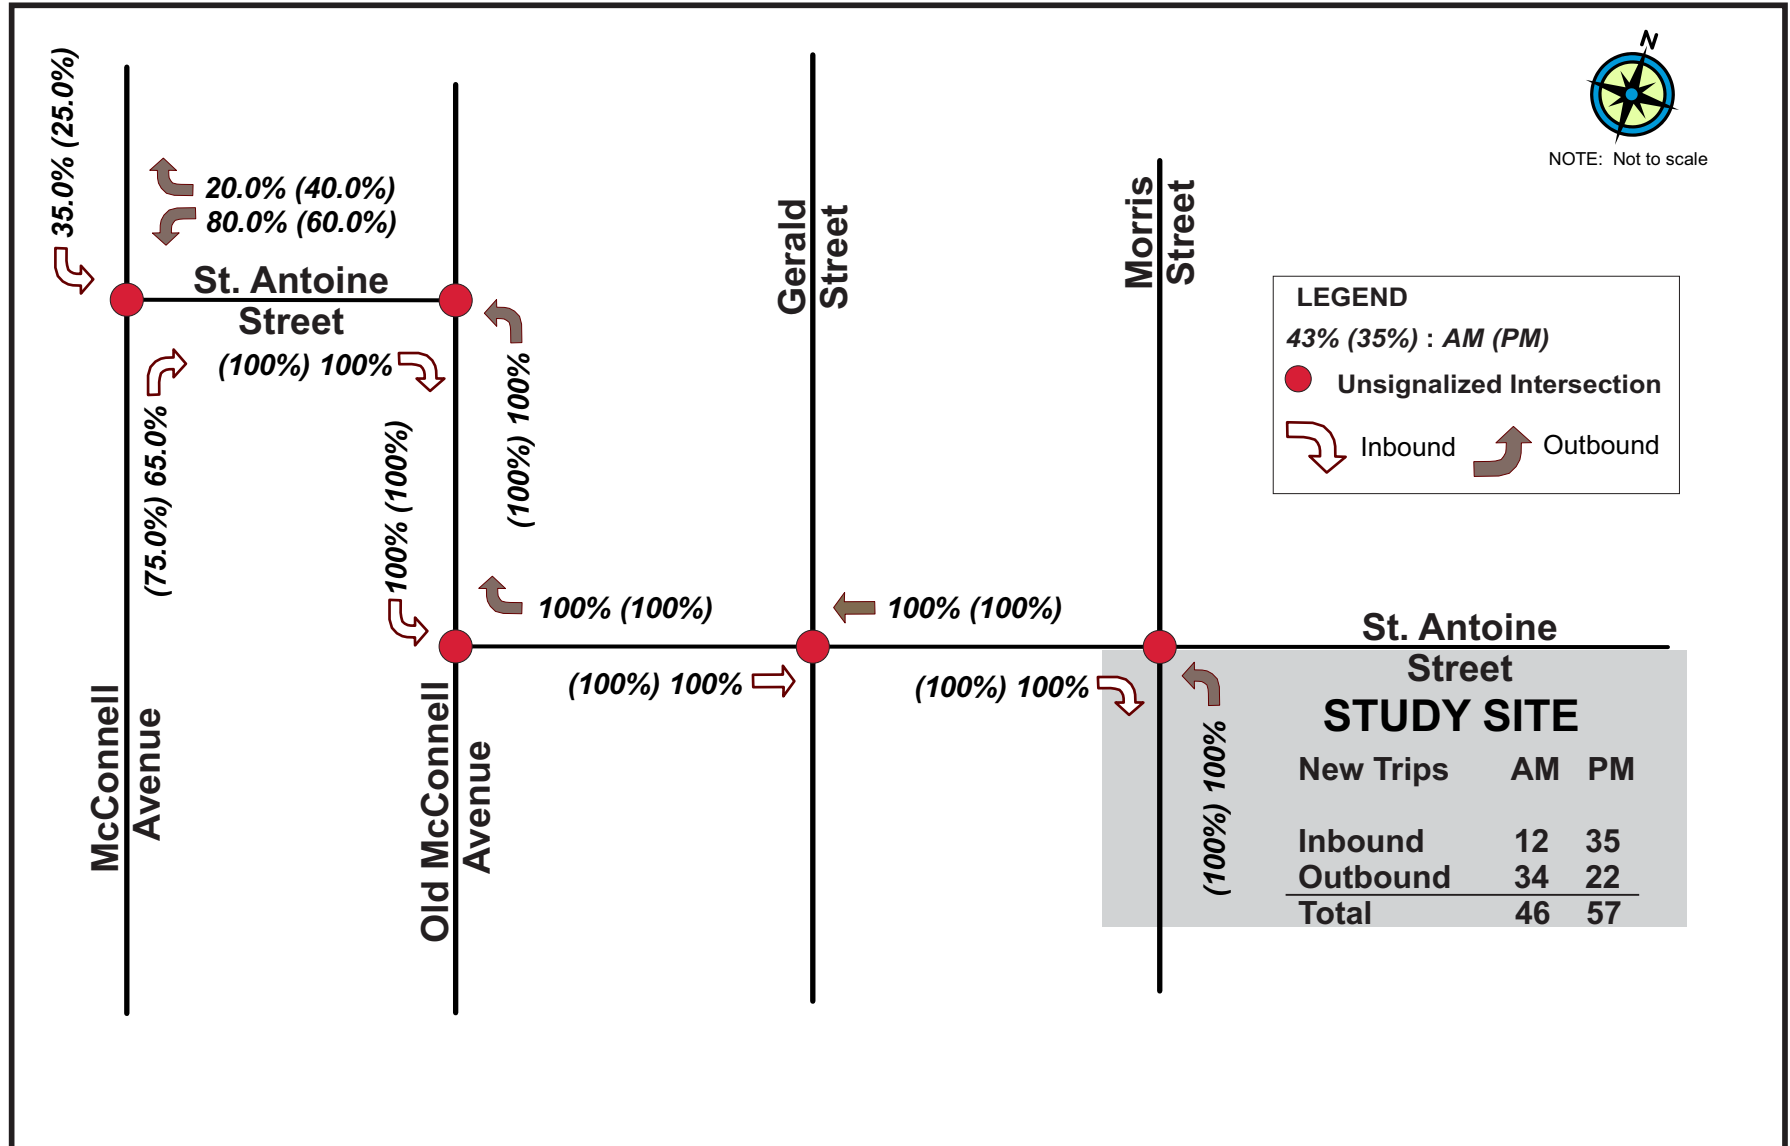 N
NOTE: Not to scale
35.0% (25.0%)
20.0% (40.0%)
80.0% (60.0%)
St. Antoine
Street
(100%) 100%
(75.0%) 65.0%
100% (100%)
(100%) 100%
Gerald
Street
Morris
Street
LEGEND
43% (35%) : AM (PM)
Unsignalized Intersection
Inbound
Outbound
100% (100%)
100% (100%)
(100%) 100%
(100%) 100%
(100%) 100%
McConnell
Avenue
Old McConnell
Avenue
St. Antoine
Street
STUDY SITE
New Trips AM PM
Inbound 12 35
Outbound 34 22
Total 46 57